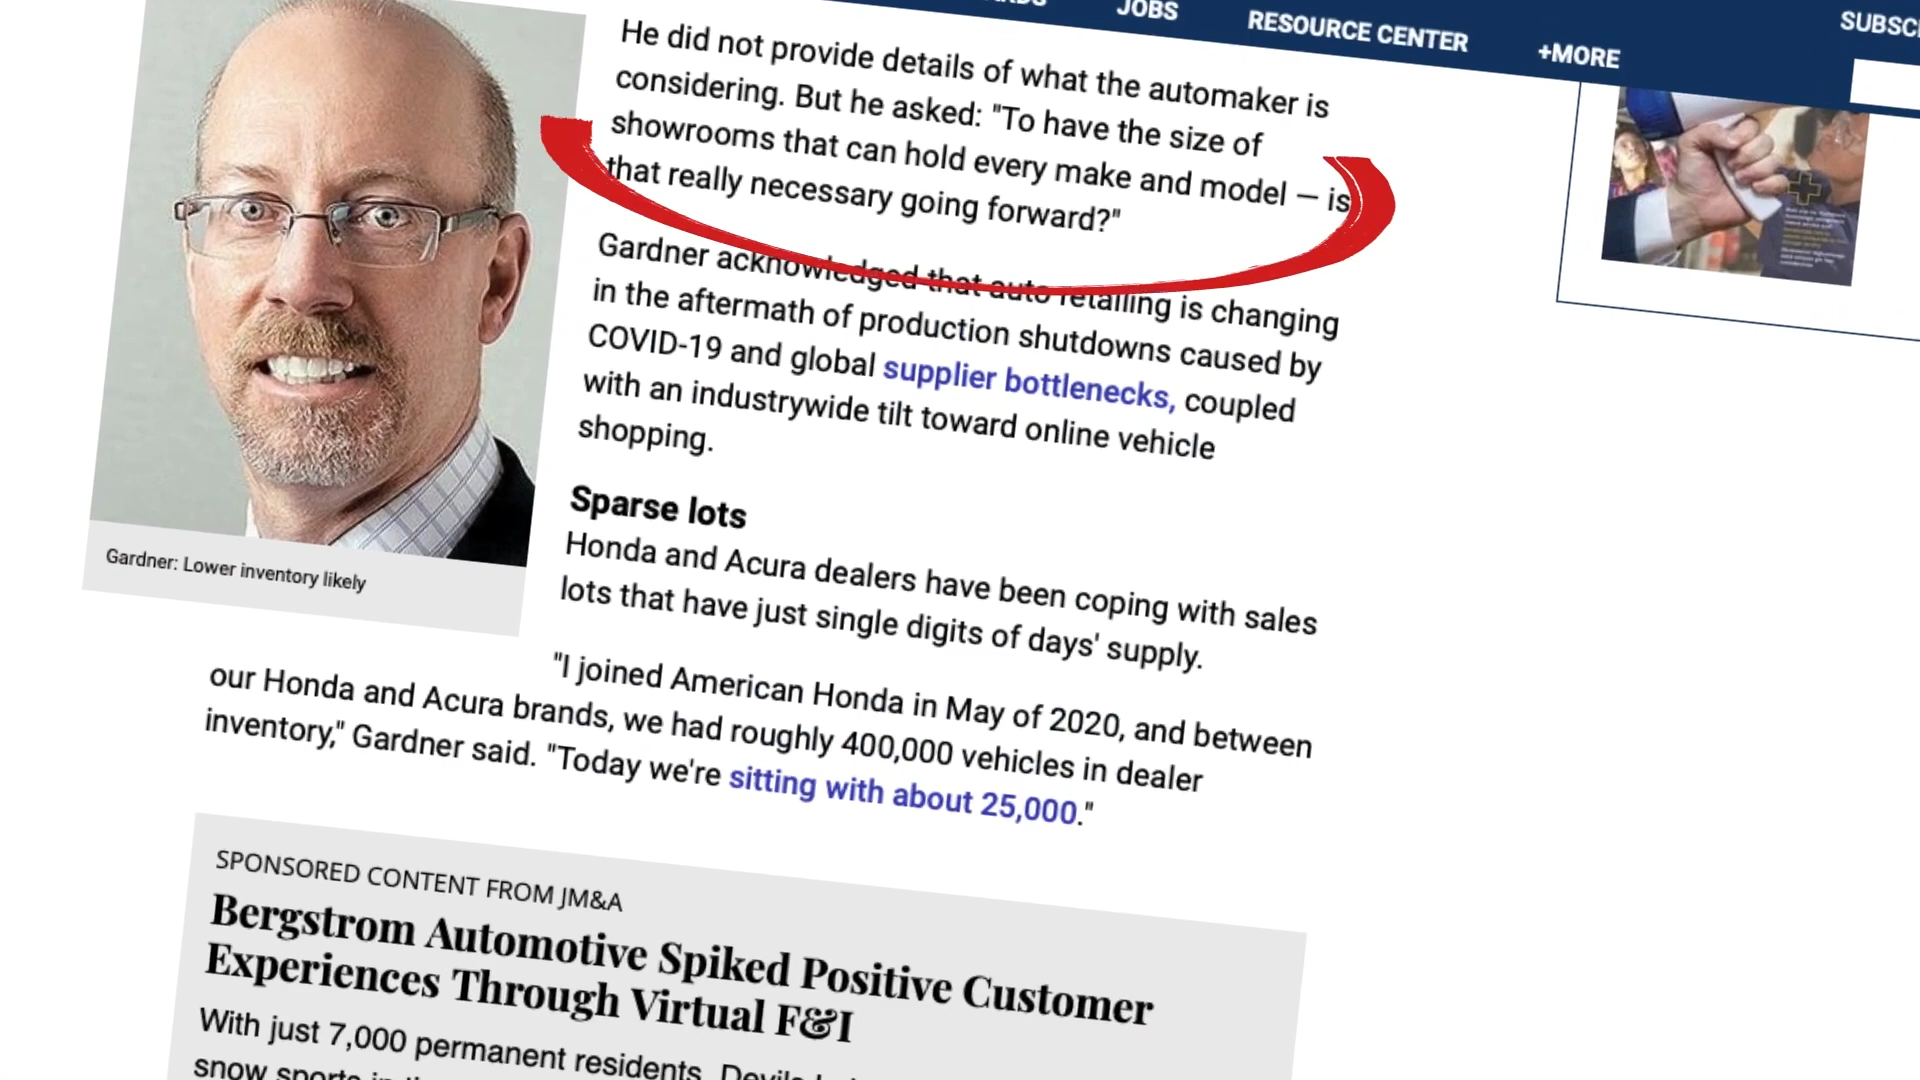 JOBS
RESOURCE CENTER
+MORE
He did not provide details of what the automaker is
considering. But he asked: "To have the size of
showrooms that can hold every make and model — is
that really necessary going forward?"
Gardner acknowledged that auto retailing is changing
in the aftermath of production shutdowns caused by
COVID-19 and global supplier bottlenecks, coupled
with an industrywide tilt toward online vehicle
shopping.
Gardner: Lower inventory likely
Sparse lots
Honda and Acura dealers have been coping with sales
lots that have just single digits of days' supply.
"I joined American Honda in May of 2020, and between
our Honda and Acura brands, we had roughly 400,000 vehicles in dealer
inventory," Gardner said. "Today we're sitting with about 25,000."
SPONSORED CONTENT FROM JM&A
Bergstrom Automotive Spiked Positive Customer
Experiences Through Virtual F&I
With just 7,000 permanent residents,
snow sports